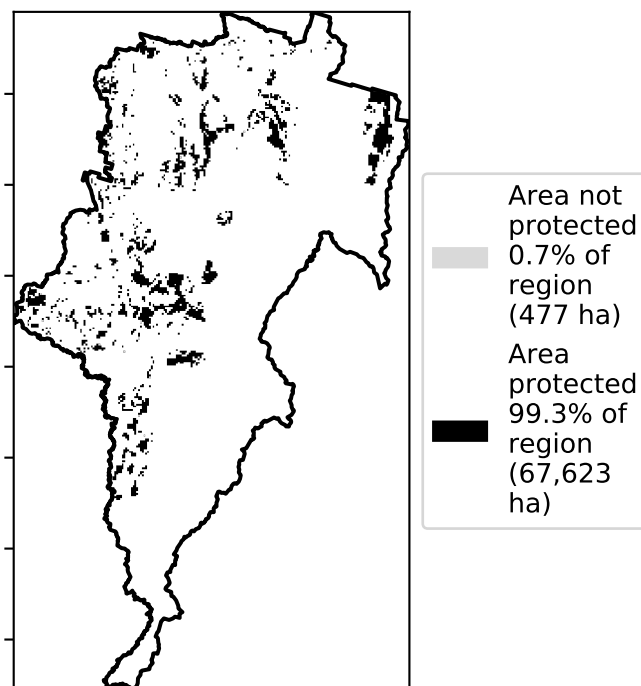 Area not
protected
0.7% of
region
(477 ha)
Area
protected
99.3% of
region
(67,623
ha)